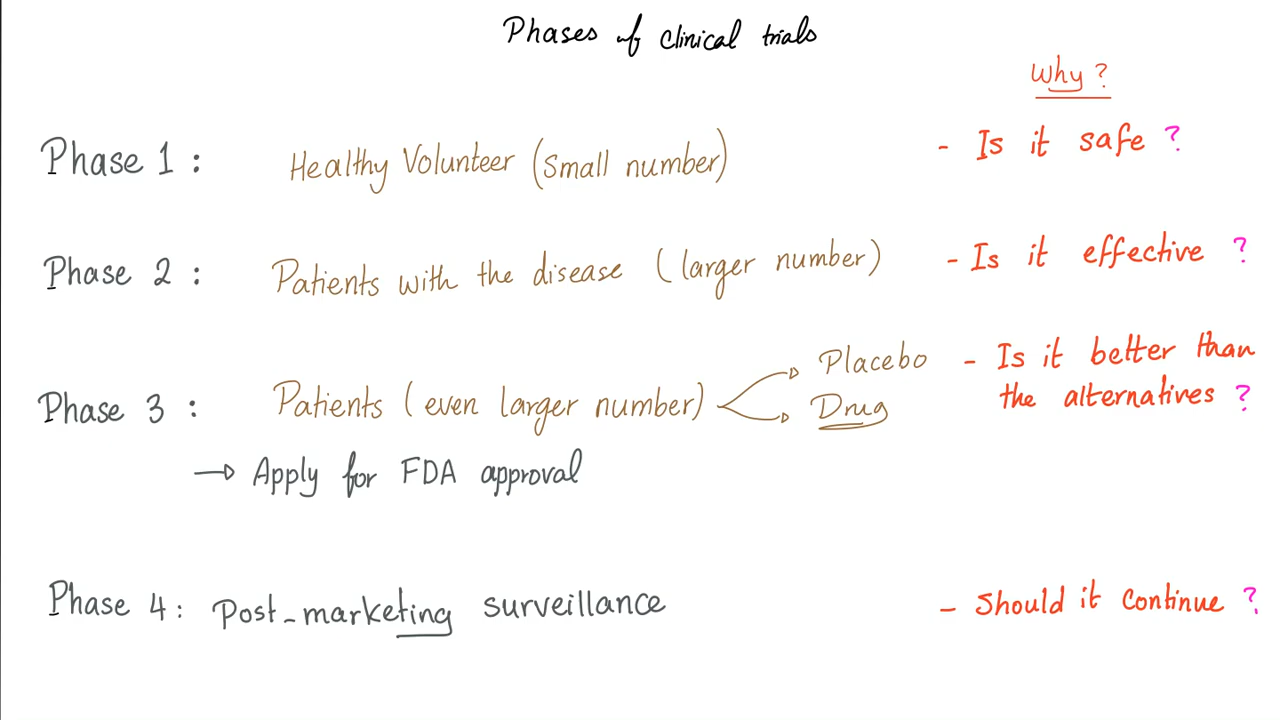 Phases of clinical trials
Why?
Phase 1: Healthy Volunteer (small number) - Is it safe?
Phase 2: Patients with the disease (larger number) - Is it effective?
Phase 3: Patients (even larger number) Placebo - Is it better than
Drug the alternatives?
→ Apply for FDA approval
Phase 4: Post-marketing surveillance - Should it continue?